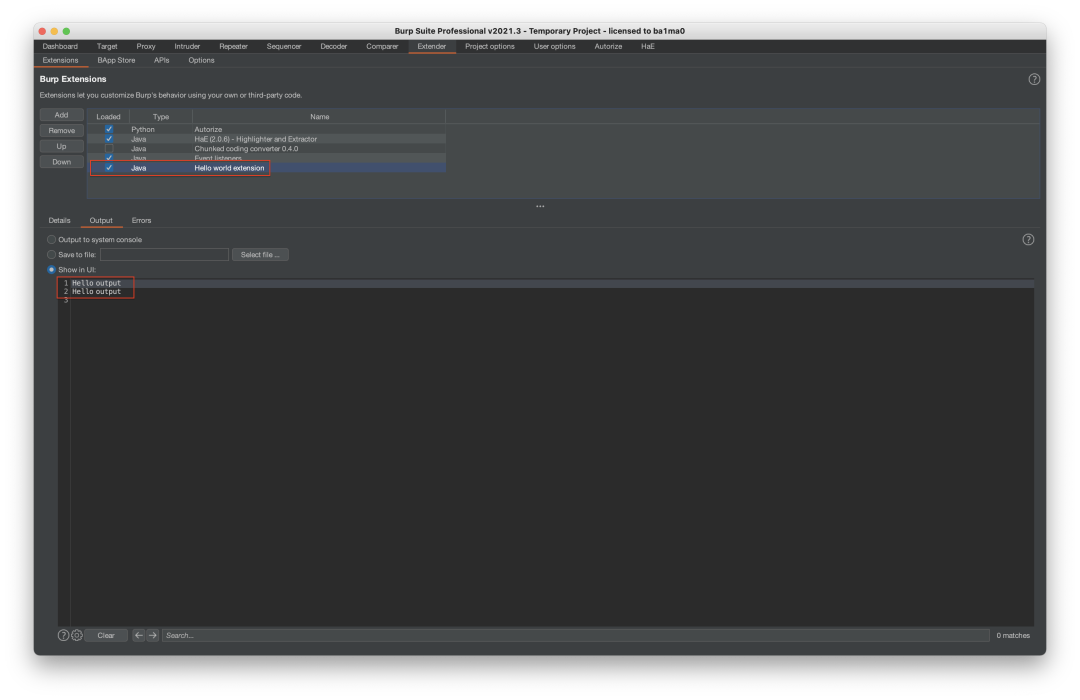 Burp Suite Professional v2021.3 - Temporary Project - licensed to ba1ma0
Dashboard Target Proxy Intruder Repeater Sequencer Decoder Comparer Extender Project options User options Autorize HaE
Extensions BApp Store APIs Options
Burp Extensions
?
Extensions let you customize Burp's behavior using your own or third-party code.
Add
Remove
Up
Down
Loaded Type Name
Python Autorize
Java HaE (2.0.6) - Highlighter and Extractor
Java Chunked coding converter 0.4.0
Java Event listeners
Java Hello world extension
Details Output Errors
Output to system console
?
Save to file: Select file ...
Show in UI:
1 Hello output
2 Hello output
3
? Clear Search... 0 matches